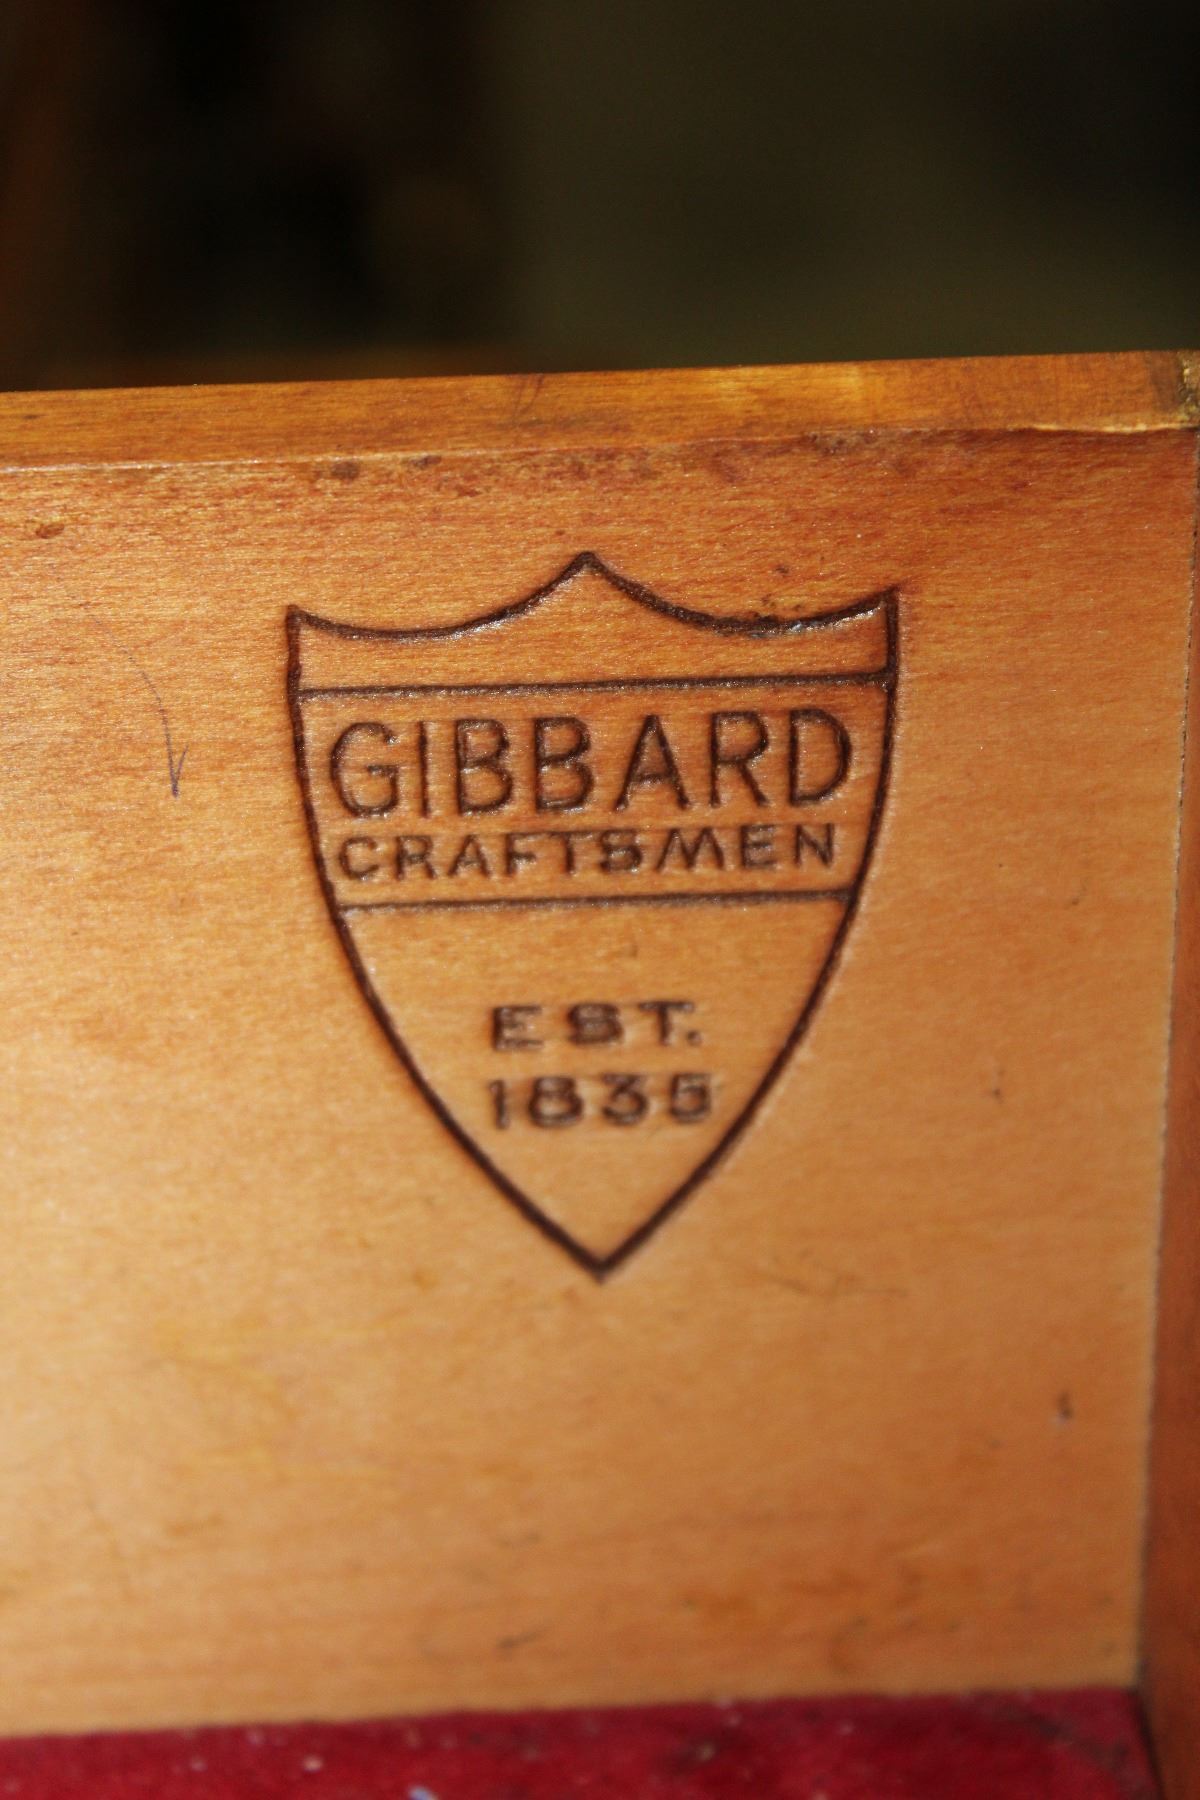 GIBBARD
CRAFTSMEN
EST.
1835